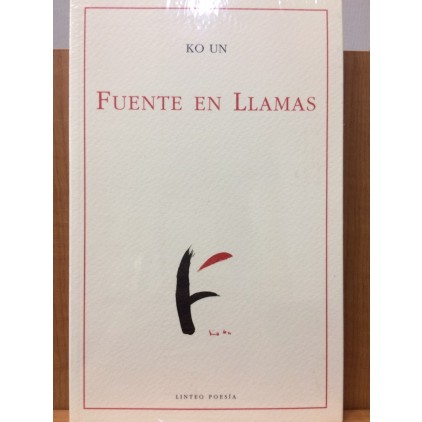 KO UN
FUENTE EN LLAMAS
LINTEO POESÍA